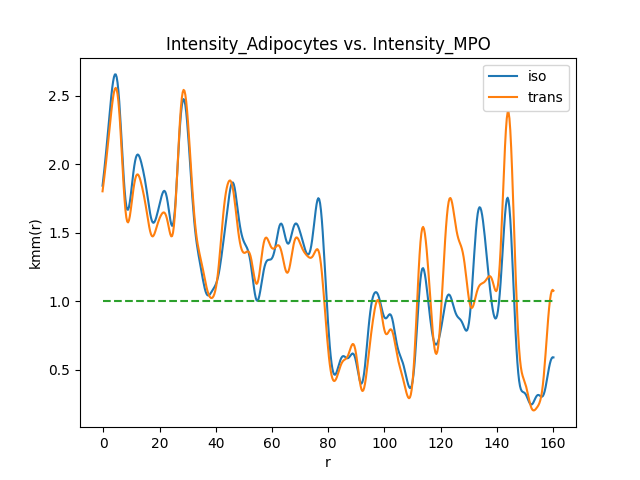 Intensity_Adipocytes vs. Intensity_MPO
iso
trans
2.5
2.0
1.5
1.0
0.5
kmm(r)
0 20 40 60 80 100 120 140 160
r